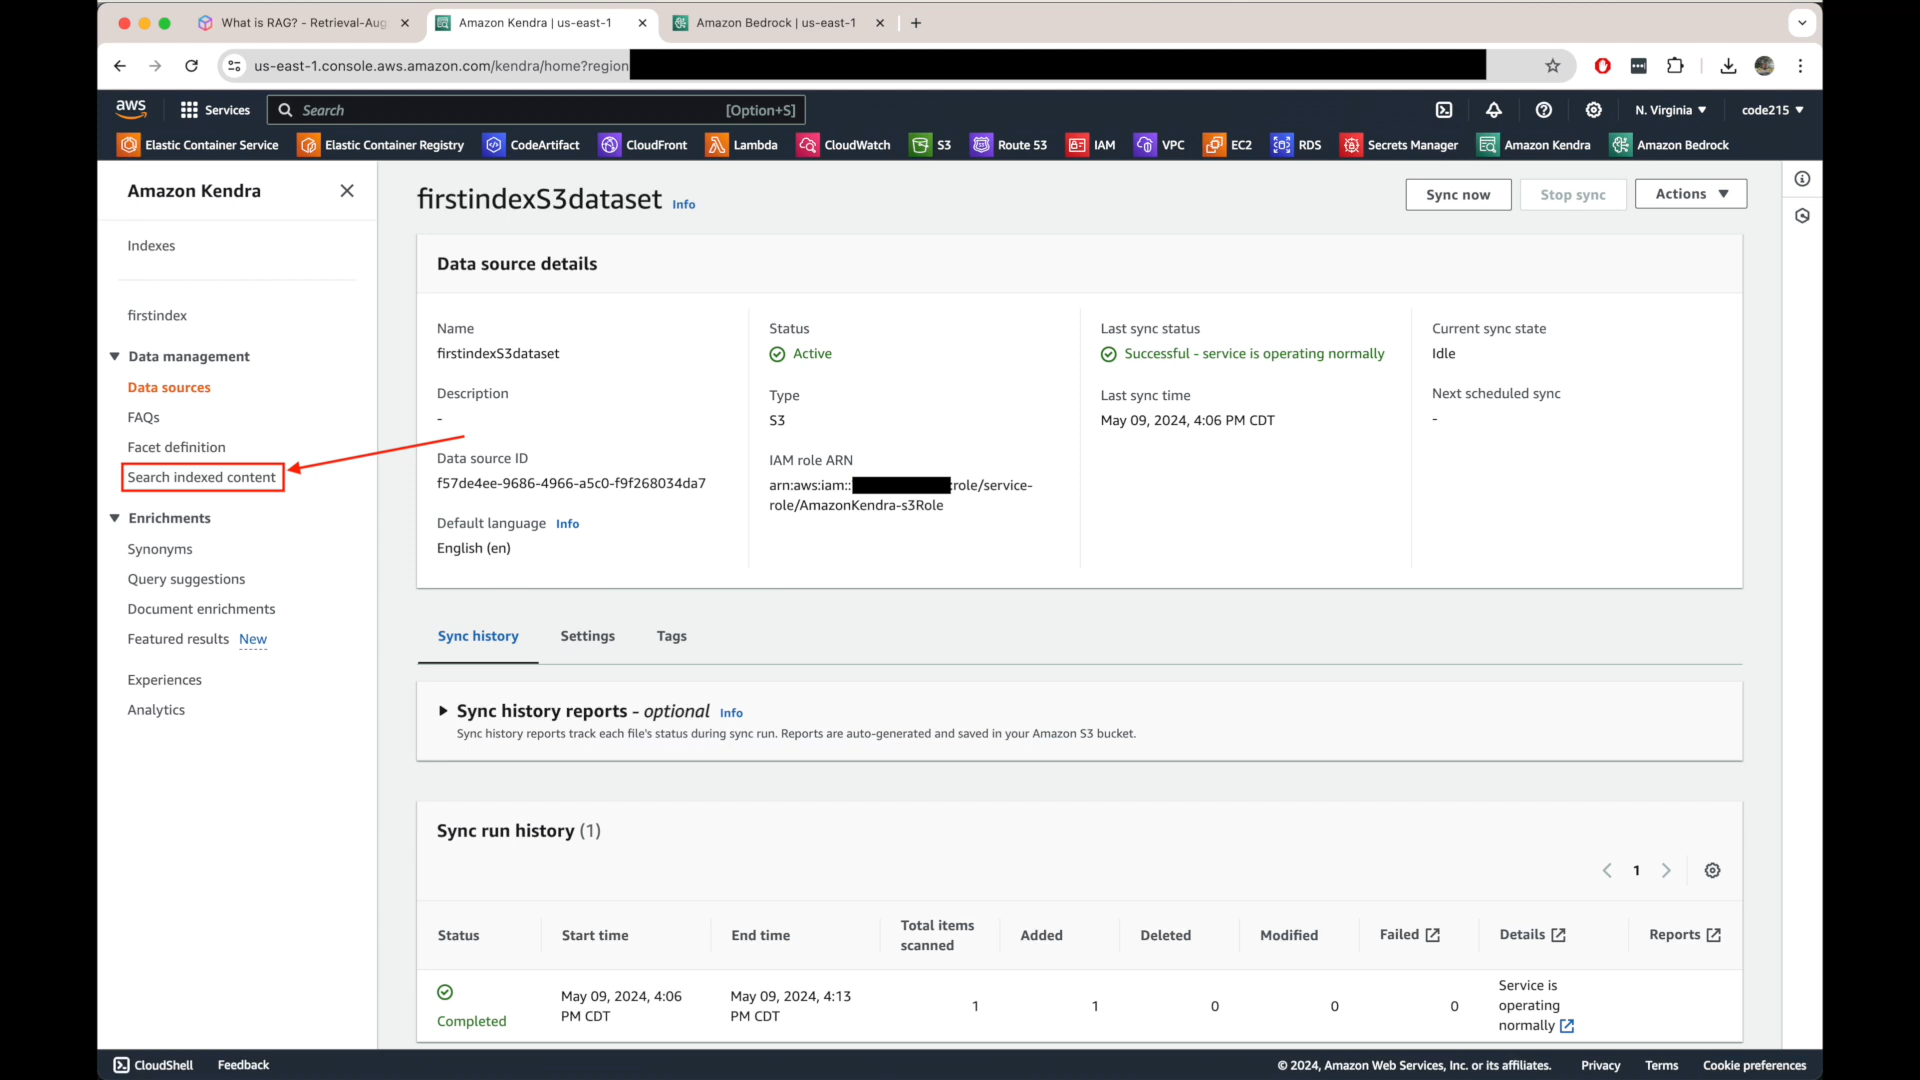 What is RAG? - Retrieval-Aug
Amazon Kendra | us-east-1
Amazon Bedrock | us-east-1
us-east-1.console.aws.amazon.com/kendra/home?region
aws
Services
Search
[Option+S]
N. Virginia
code215
Elastic Container Service
Elastic Container Registry
CodeArtifact
CloudFront
Lambda
CloudWatch
S3
Route 53
IAM
VPC
EC2
RDS
Secrets Manager
Amazon Kendra
Amazon Bedrock
Amazon Kendra
Indexes
firstindex
Data management
Data sources
FAQs
Facet definition
Search indexed content
Enrichments
Synonyms
Query suggestions
Document enrichments
Featured results New
Experiences
Analytics
firstindexS3dataset Info
Sync now
Stop sync
Actions
Data source details
Name
firstindexS3dataset
Description
-
Data source ID
f57de4ee-9686-4966-a5c0-f9f268034da7
Default language Info
English (en)
Status
Active
Type
S3
IAM role ARN
arn:aws:iam:: :role/service-
role/AmazonKendra-s3Role
Last sync status
Successful - service is operating normally
Last sync time
May 09, 2024, 4:06 PM CDT
Current sync state
Idle
Next scheduled sync
-
Sync history
Settings
Tags
Sync history reports - optional Info
Sync history reports track each file's status during sync run. Reports are auto-generated and saved in your Amazon S3 bucket.
Sync run history (1)
1
Status
Start time
End time
Total items
scanned
Added
Deleted
Modified
Failed
Details
Reports
Completed
May 09, 2024, 4:06
PM CDT
May 09, 2024, 4:13
PM CDT
1
1
0
0
0
Service is
operating
normally
CloudShell
Feedback
© 2024, Amazon Web Services, Inc. or its affiliates.
Privacy
Terms
Cookie preferences